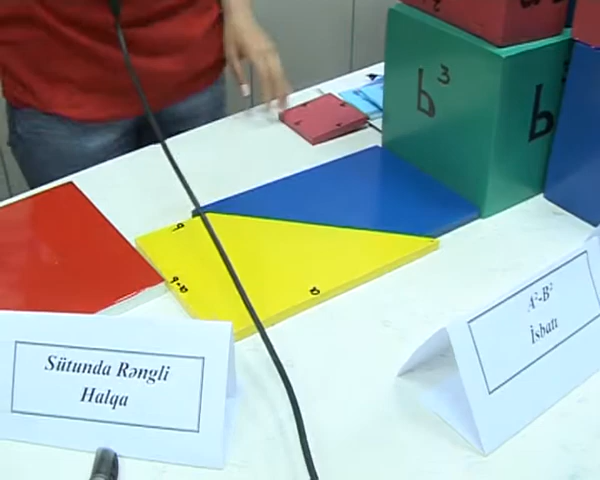 b³
b
b
a-b
a
Sütunda Rəngli
Halqa
A²-B²
İsbatı